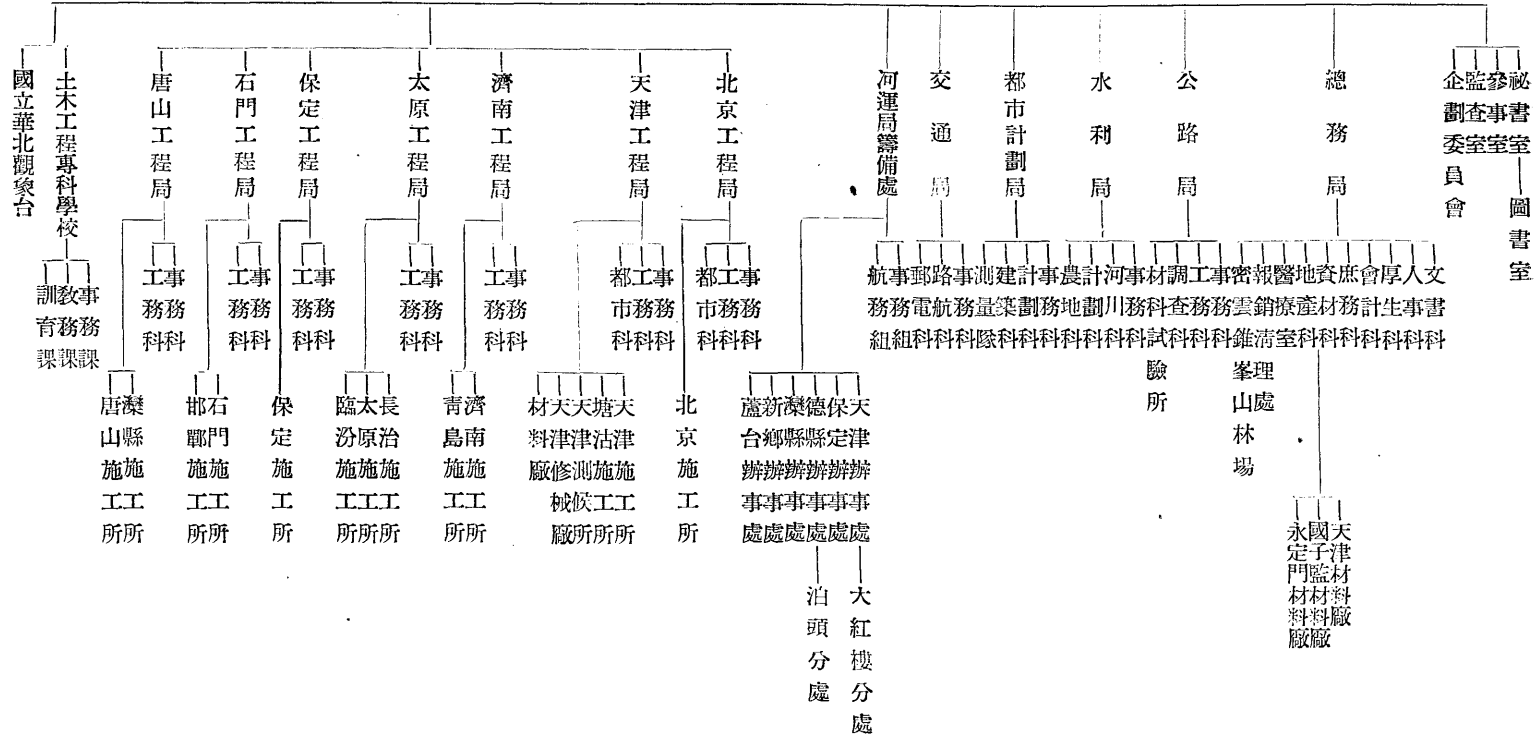 祕書室
圖書室
參事室
監査室
企劃委員會
總務局
文書科
人事科
厚生科
會計科
庶務科
資材科
天津材料廠
國子監材料廠
永定門材料廠
地產科
醫療室
報銷淸理處
密雲錐峯山林場
公路局
事務科
工務科
調查科
材料試驗所
水利局
事務科
河川科
計劃科
農地科
都市計劃局
事務科
計劃科
建築科
測量隊
交通局
事務科
路航科
郵電科
河運局籌備處
事務組
航務組
天津辦事處
大紅樓分處
保定辦事處
德縣辦事處
泊頭分處
灤縣辦事處
新鄉辦事處
蘆台辦事處
北京工程局
事務科
工務科
都市科
北京施工所
天津工程局
事務科
工務科
都市科
天津施工所
塘沽施工所
天津測候所
天津修械廠
材料廠
濟南工程局
事務科
工務科
濟南施工所
靑島施工所
太原工程局
事務科
工務科
長治施工所
太原施工所
臨汾施工所
保定工程局
事務科
工務科
保定施工所
石門工程局
事務科
工務科
石門施工所
邯鄲施工所
唐山工程局
事務科
工務科
灤縣施工所
唐山施工所
土木工程專科學校
事務課
敎務課
訓育課
國立華北觀象台